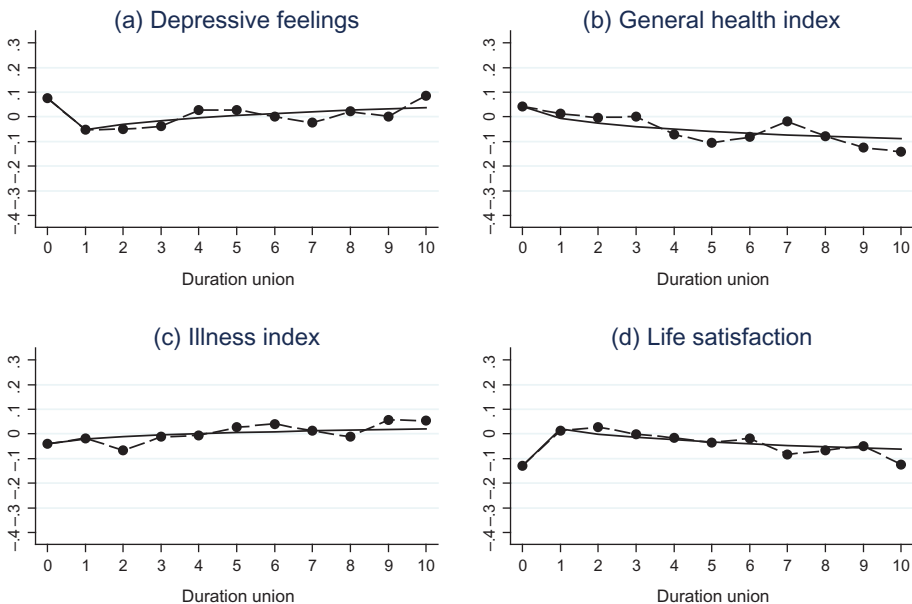 (a) Depressive feelings
.3
.2
.1
0
–.1
–.2
–.3
–.4
0 1 2 3 4 5 6 7 8 9 10
Duration union
(b) General health index
.3
.2
.1
0
–.1
–.2
–.3
–.4
0 1 2 3 4 5 6 7 8 9 10
Duration union
(c) Illness index
.3
.2
.1
0
–.1
–.2
–.3
–.4
0 1 2 3 4 5 6 7 8 9 10
Duration union
(d) Life satisfaction
.3
.2
.1
0
–.1
–.2
–.3
–.4
0 1 2 3 4 5 6 7 8 9 10
Duration union